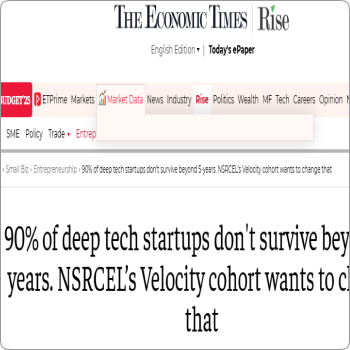 THE ECONOMIC TIMES | Rise
English Edition ▾ | Today's ePaper
BUDGET'25 ETPrime Markets Market Data News Industry Rise Politics Wealth MF Tech Careers Opinion
SME Policy Trade ▾ Entrep
› Small Biz › Entrepreneurship › 90% of deep tech startups don't survive beyond 5-years. NSRCEL's Velocity cohort wants to change that
90% of deep tech startups don't survive bey
years. NSRCEL's Velocity cohort wants to c
that